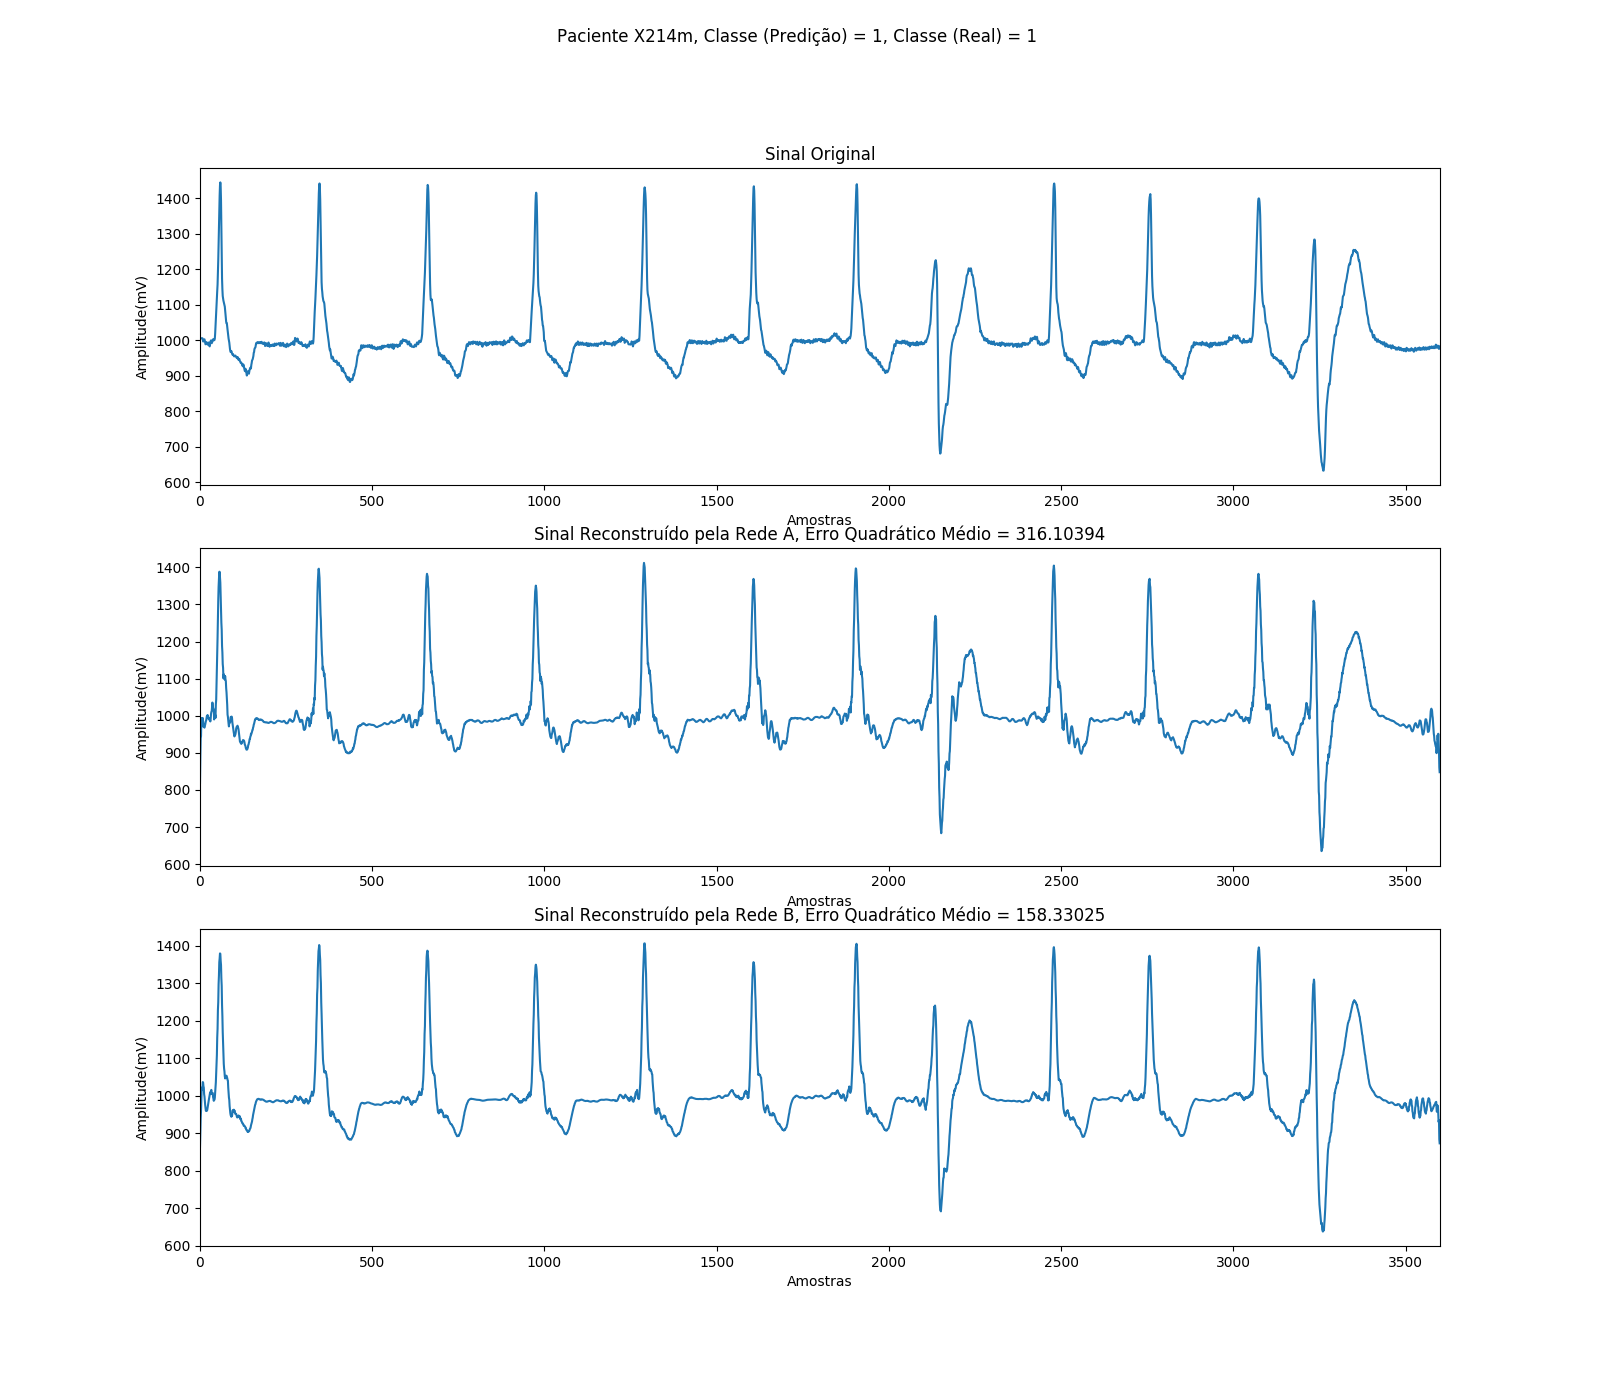 Paciente X214m, Classe (Predição) = 1, Classe (Real) = 1
Sinal Original
Amplitude(mV)
1400
1300
1200
1100
1000
900
800
700
600
0 500 1000 1500 2000 2500 3000 3500
Amostras
Sinal Reconstruído pela Rede A, Erro Quadrático Médio = 316.10394
Amplitude(mV)
1400
1300
1200
1100
1000
900
800
700
600
0 500 1000 1500 2000 2500 3000 3500
Amostras
Sinal Reconstruído pela Rede B, Erro Quadrático Médio = 158.33025
Amplitude(mV)
1400
1300
1200
1100
1000
900
800
700
600
0 500 1000 1500 2000 2500 3000 3500
Amostras